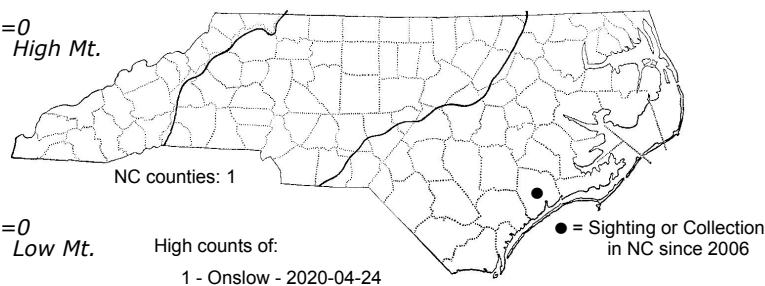 =0
High Mt.
NC counties: 1
=0
Low Mt.
High counts of:
1 - Onslow - 2020-04-24
● = Sighting or Collection
in NC since 2006